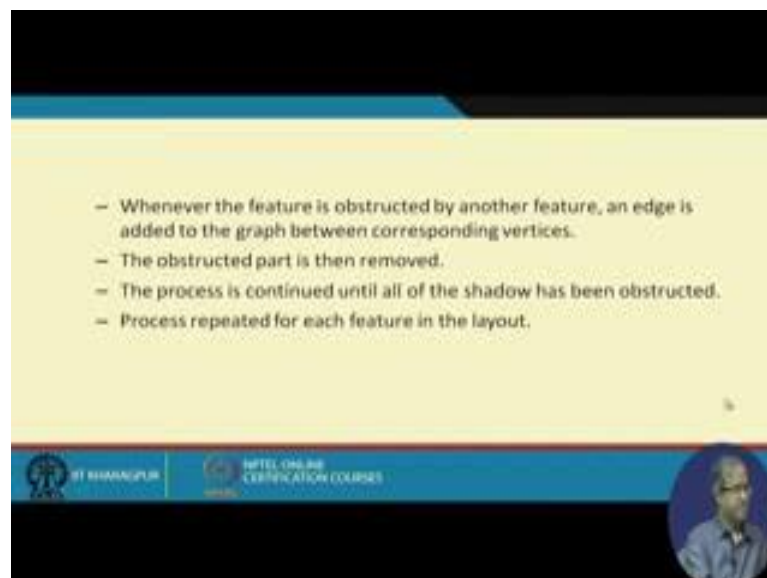 – Whenever the feature is obstructed by another feature, an edge is
added to the graph between corresponding vertices.
– The obstructed part is then removed.
– The process is continued until all of the shadow has been obstructed.
– Process repeated for each feature in the layout.
IIT KHARAGPUR
NPTEL ONLINE
CERTIFICATION COURSES